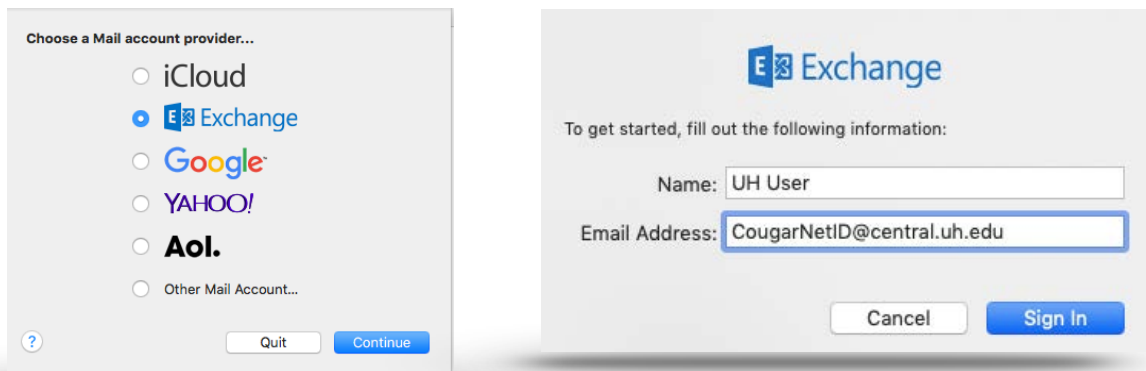 Choose a Mail account provider...
iCloud
E Exchange
Google
YAHOO!
Aol.
Other Mail Account...
? Quit Continue
E Exchange
To get started, fill out the following information:
Name: UH User
Email Address: CougarNetID@central.uh.edu
Cancel Sign In